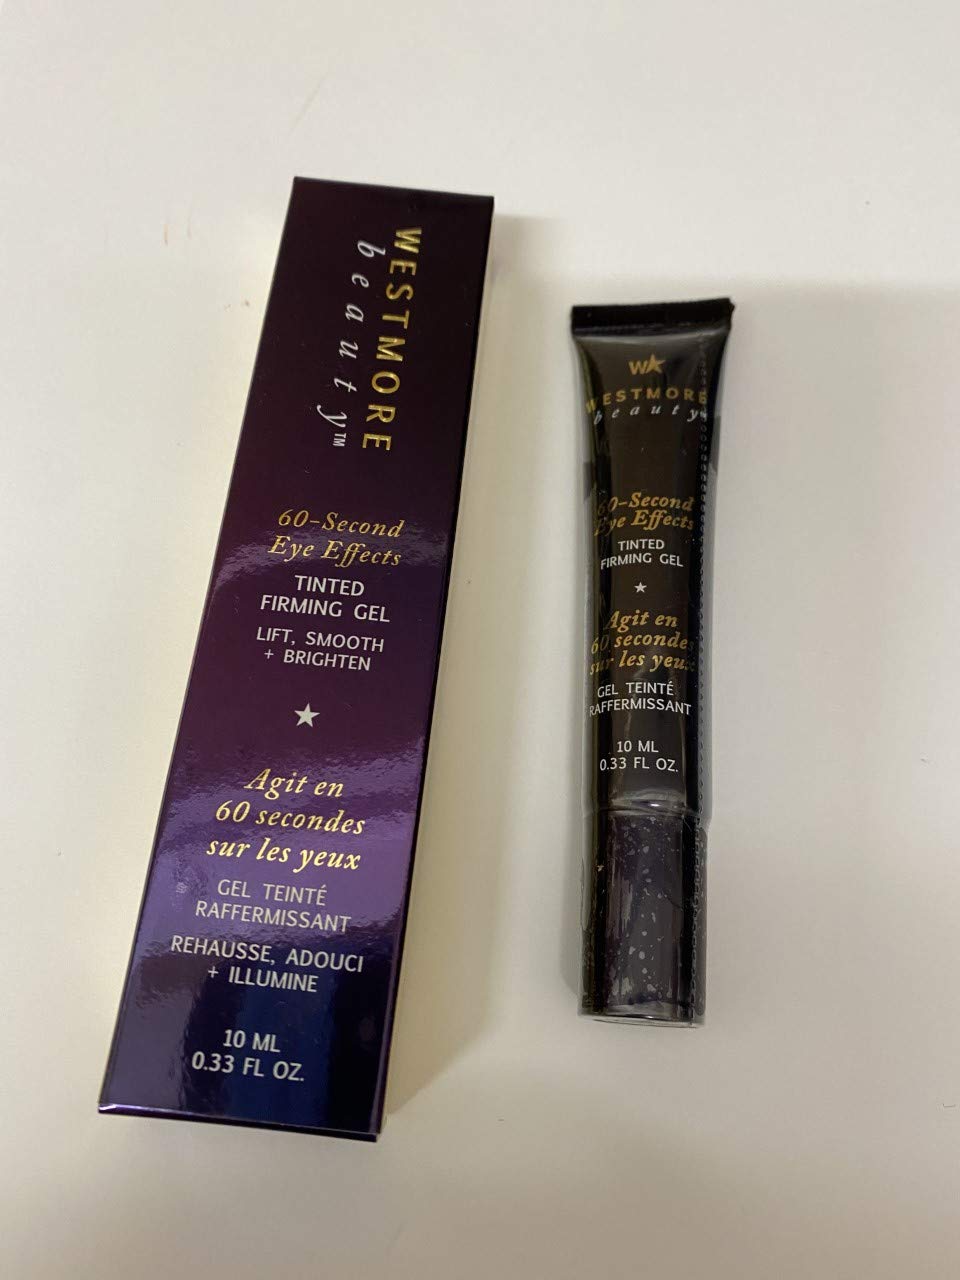 WESTMORE
beauty™
60-Second
Eye Effects
TINTED
FIRMING GEL
LIFT, SMOOTH
+ BRIGHTEN
Agit en
60 secondes
sur les yeux
GEL TEINTÉ
RAFFERMISSANT
REHAUSSE, ADOUCI
+ ILLUMINE
10 ML
0.33 FL OZ.
W
WESTMORE
beauty
60-Second
Eye Effects
TINTED
FIRMING GEL
Agit en
60 secondes
sur les yeux
GEL TEINTÉ
RAFFERMISSANT
10 ML
0.33 FL OZ.